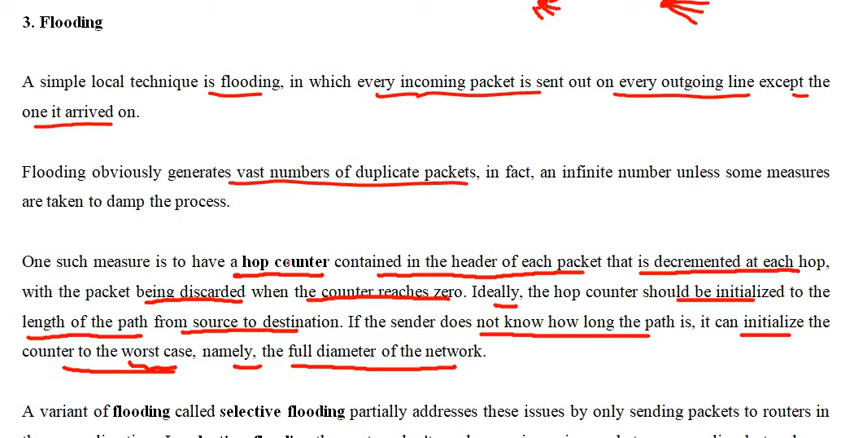 3. Flooding
A simple local technique is flooding, in which every incoming packet is sent out on every outgoing line except the
one it arrived on.
Flooding obviously generates vast numbers of duplicate packets, in fact, an infinite number unless some measures
are taken to damp the process.
One such measure is to have a hop counter contained in the header of each packet that is decremented at each hop,
with the packet being discarded when the counter reaches zero. Ideally, the hop counter should be initialized to the
length of the path from source to destination. If the sender does not know how long the path is, it can initialize the
counter to the worst case, namely, the full diameter of the network.
A variant of flooding called selective flooding partially addresses these issues by only sending packets to routers in